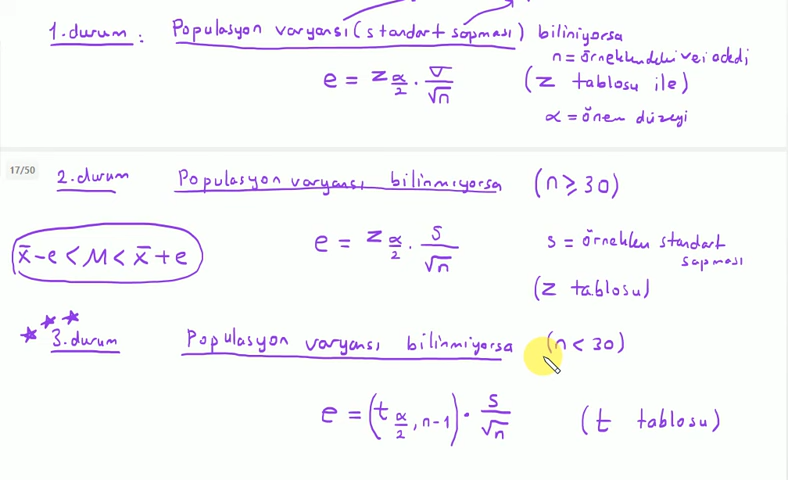 1.durum : Populasyon varyansı (standart sapması) biliniyorsa
n = örneklemdeki veri adedi
e = z α/2 · σ/√n (z tablosu ile)
α = önem düzeyi
17/50
2.durum Populasyon varyansı bilinmiyorsa (n ≥ 30)
x̄-e < M < x̄+e
e = z α/2 · s/√n
s = örneklem standart
sapması
(z tablosu)
3.durum Populasyon varyansı bilinmiyorsa (n < 30)
e = (t α/2, n-1) · s/√n (t tablosu)